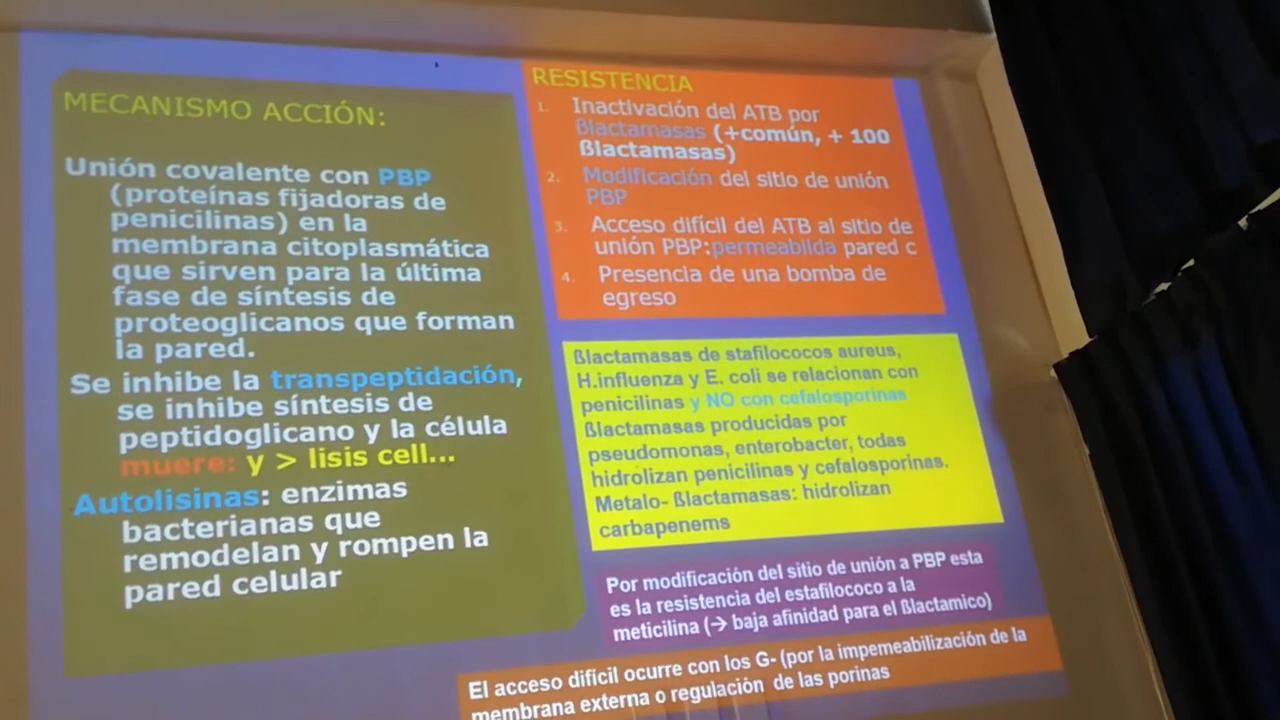 MECANISMO ACCIÓN:
Unión covalente con PBP
(proteínas fijadoras de
penicilinas) en la
membrana citoplasmática
que sirven para la última
fase de síntesis de
proteoglicanos que forman
la pared.
Se inhibe la transpeptidación,
se inhibe síntesis de
peptidoglicano y la célula
muere: y > lisis cell...
Autolisinas: enzimas
bacterianas que
remodelan y rompen la
pared celular
RESISTENCIA
1. Inactivación del ATB por
ßlactamasas (+común, + 100
ßlactamasas)
2. Modificación del sitio de unión
PBP
3. Acceso difícil del ATB al sitio de
unión PBP:permeabilida pared c
4. Presencia de una bomba de
egreso
ßlactamasas de stafilococos aureus,
H.influenza y E. coli se relacionan con
penicilinas y NO con cefalosporinas
ßlactamasas producidas por
pseudomonas, enterobacter, todas
hidrolizan penicilinas y cefalosporinas.
Metalo- ßlactamasas: hidrolizan
carbapenems
Por modificación del sitio de unión a PBP esta
es la resistencia del estafilococo a la
meticilina (→ baja afinidad para el ßlactamico)
El acceso difícil ocurre con los G- (por la impemeabilización de la
membrana externa o regulación de las porinas